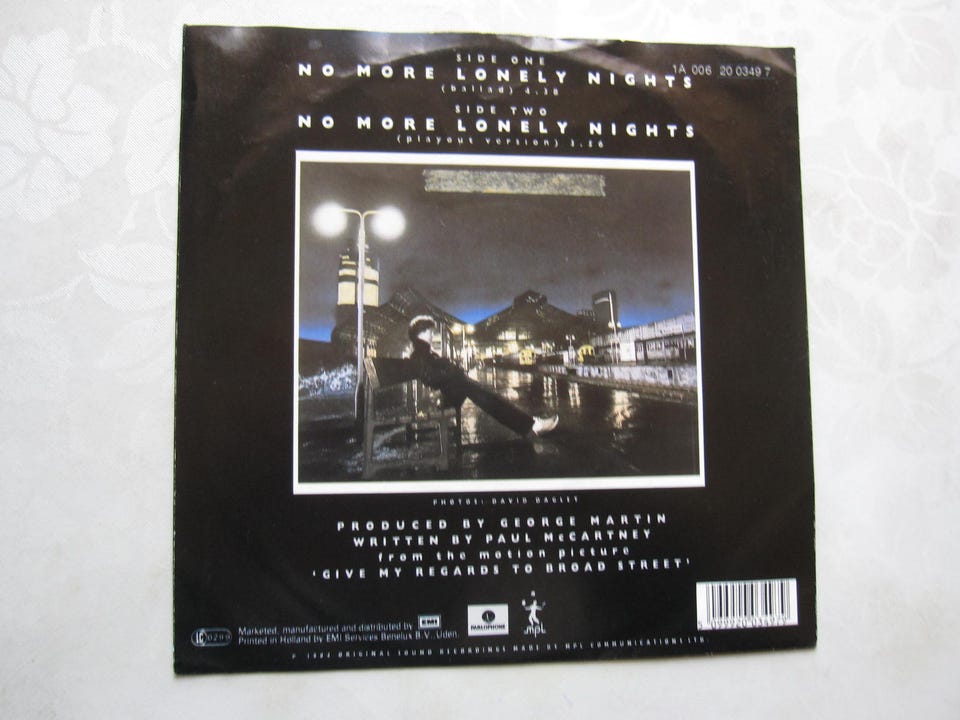 SIDE ONE
NO MORE LONELY NIGHTS
1A 006 20 0349 7
(ballad) 4.38
SIDE TWO
NO MORE LONELY NIGHTS
(playout version)
PHOTOS: DAVID DAGLEY
PRODUCED BY GEORGE MARTIN
WRITTEN BY PAUL McCARTNEY
from the motion picture
'GIVE MY REGARDS TO BROAD STREET'
LC 0299
Marketed, manufactured and distributed by EMI
Printed in Holland by EMI Services Benelux B.V., Uden.
PARLOPHONE
MPL
℗ 1984 ORIGINAL SOUND RECORDINGS MADE BY MPL COMMUNICATIONS LTD.